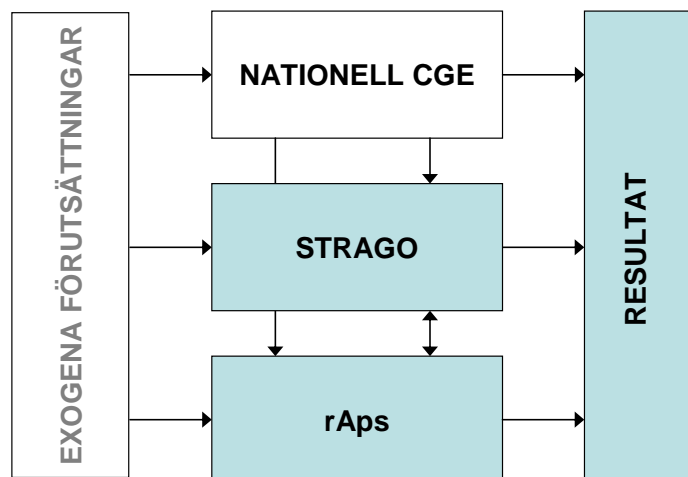 EXOGENA FÖRUTSÄTTNINGAR
NATIONELL CGE
STRAGO
rAps
RESULTAT